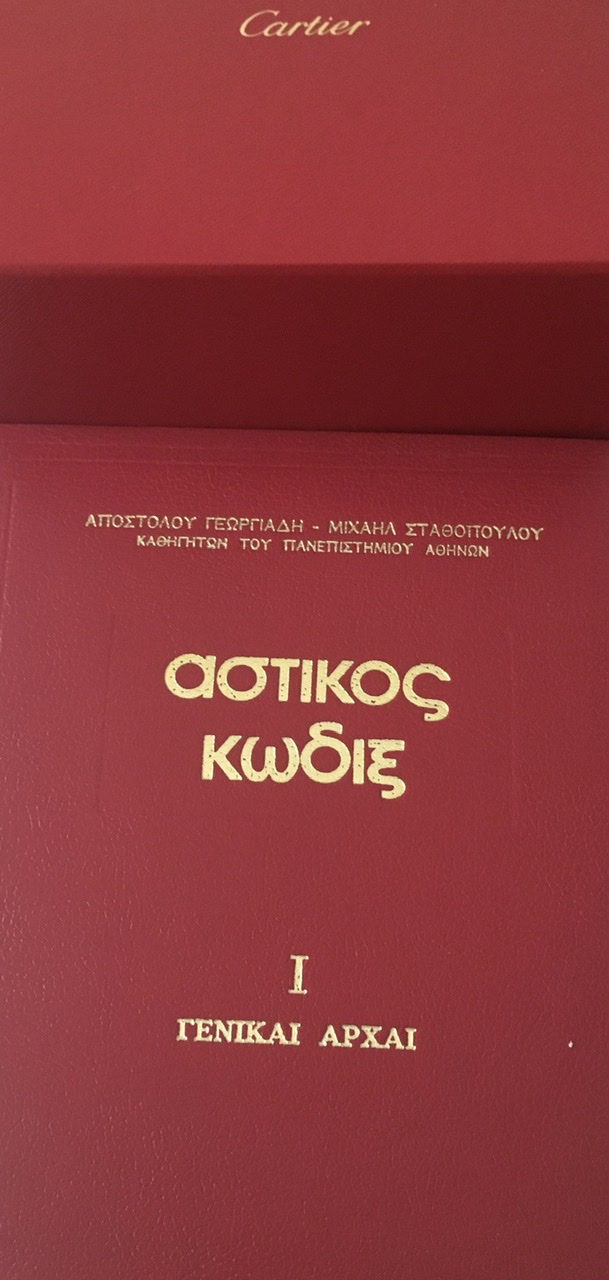 Cartier
ΑΠΟΣΤΟΛΟΥ ΓΕΩΡΓΙΑΔΗ - ΜΙΧΑΗΛ ΣΤΑΘΟΠΟΥΛΟΥ
ΚΑΘΗΓΗΤΩΝ ΤΟΥ ΠΑΝΕΠΙΣΤΗΜΙΟΥ ΑΘΗΝΩΝ
αστικος
κωδιξ
I
ΓΕΝΙΚΑΙ ΑΡΧΑΙ